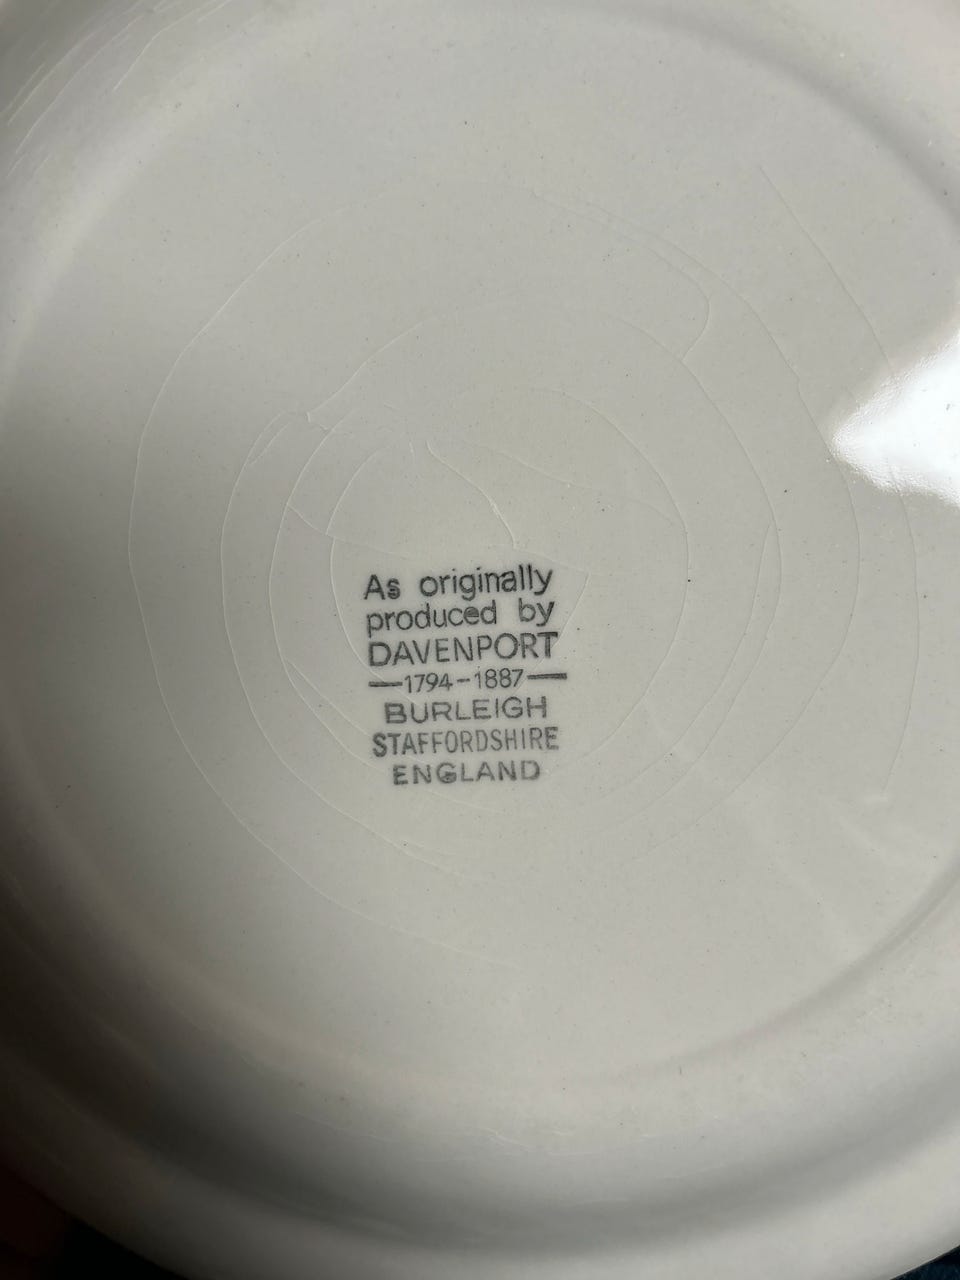 As originally
produced by
DAVENPORT
—1794-1887—
BURLEIGH
STAFFORDSHIRE
ENGLAND